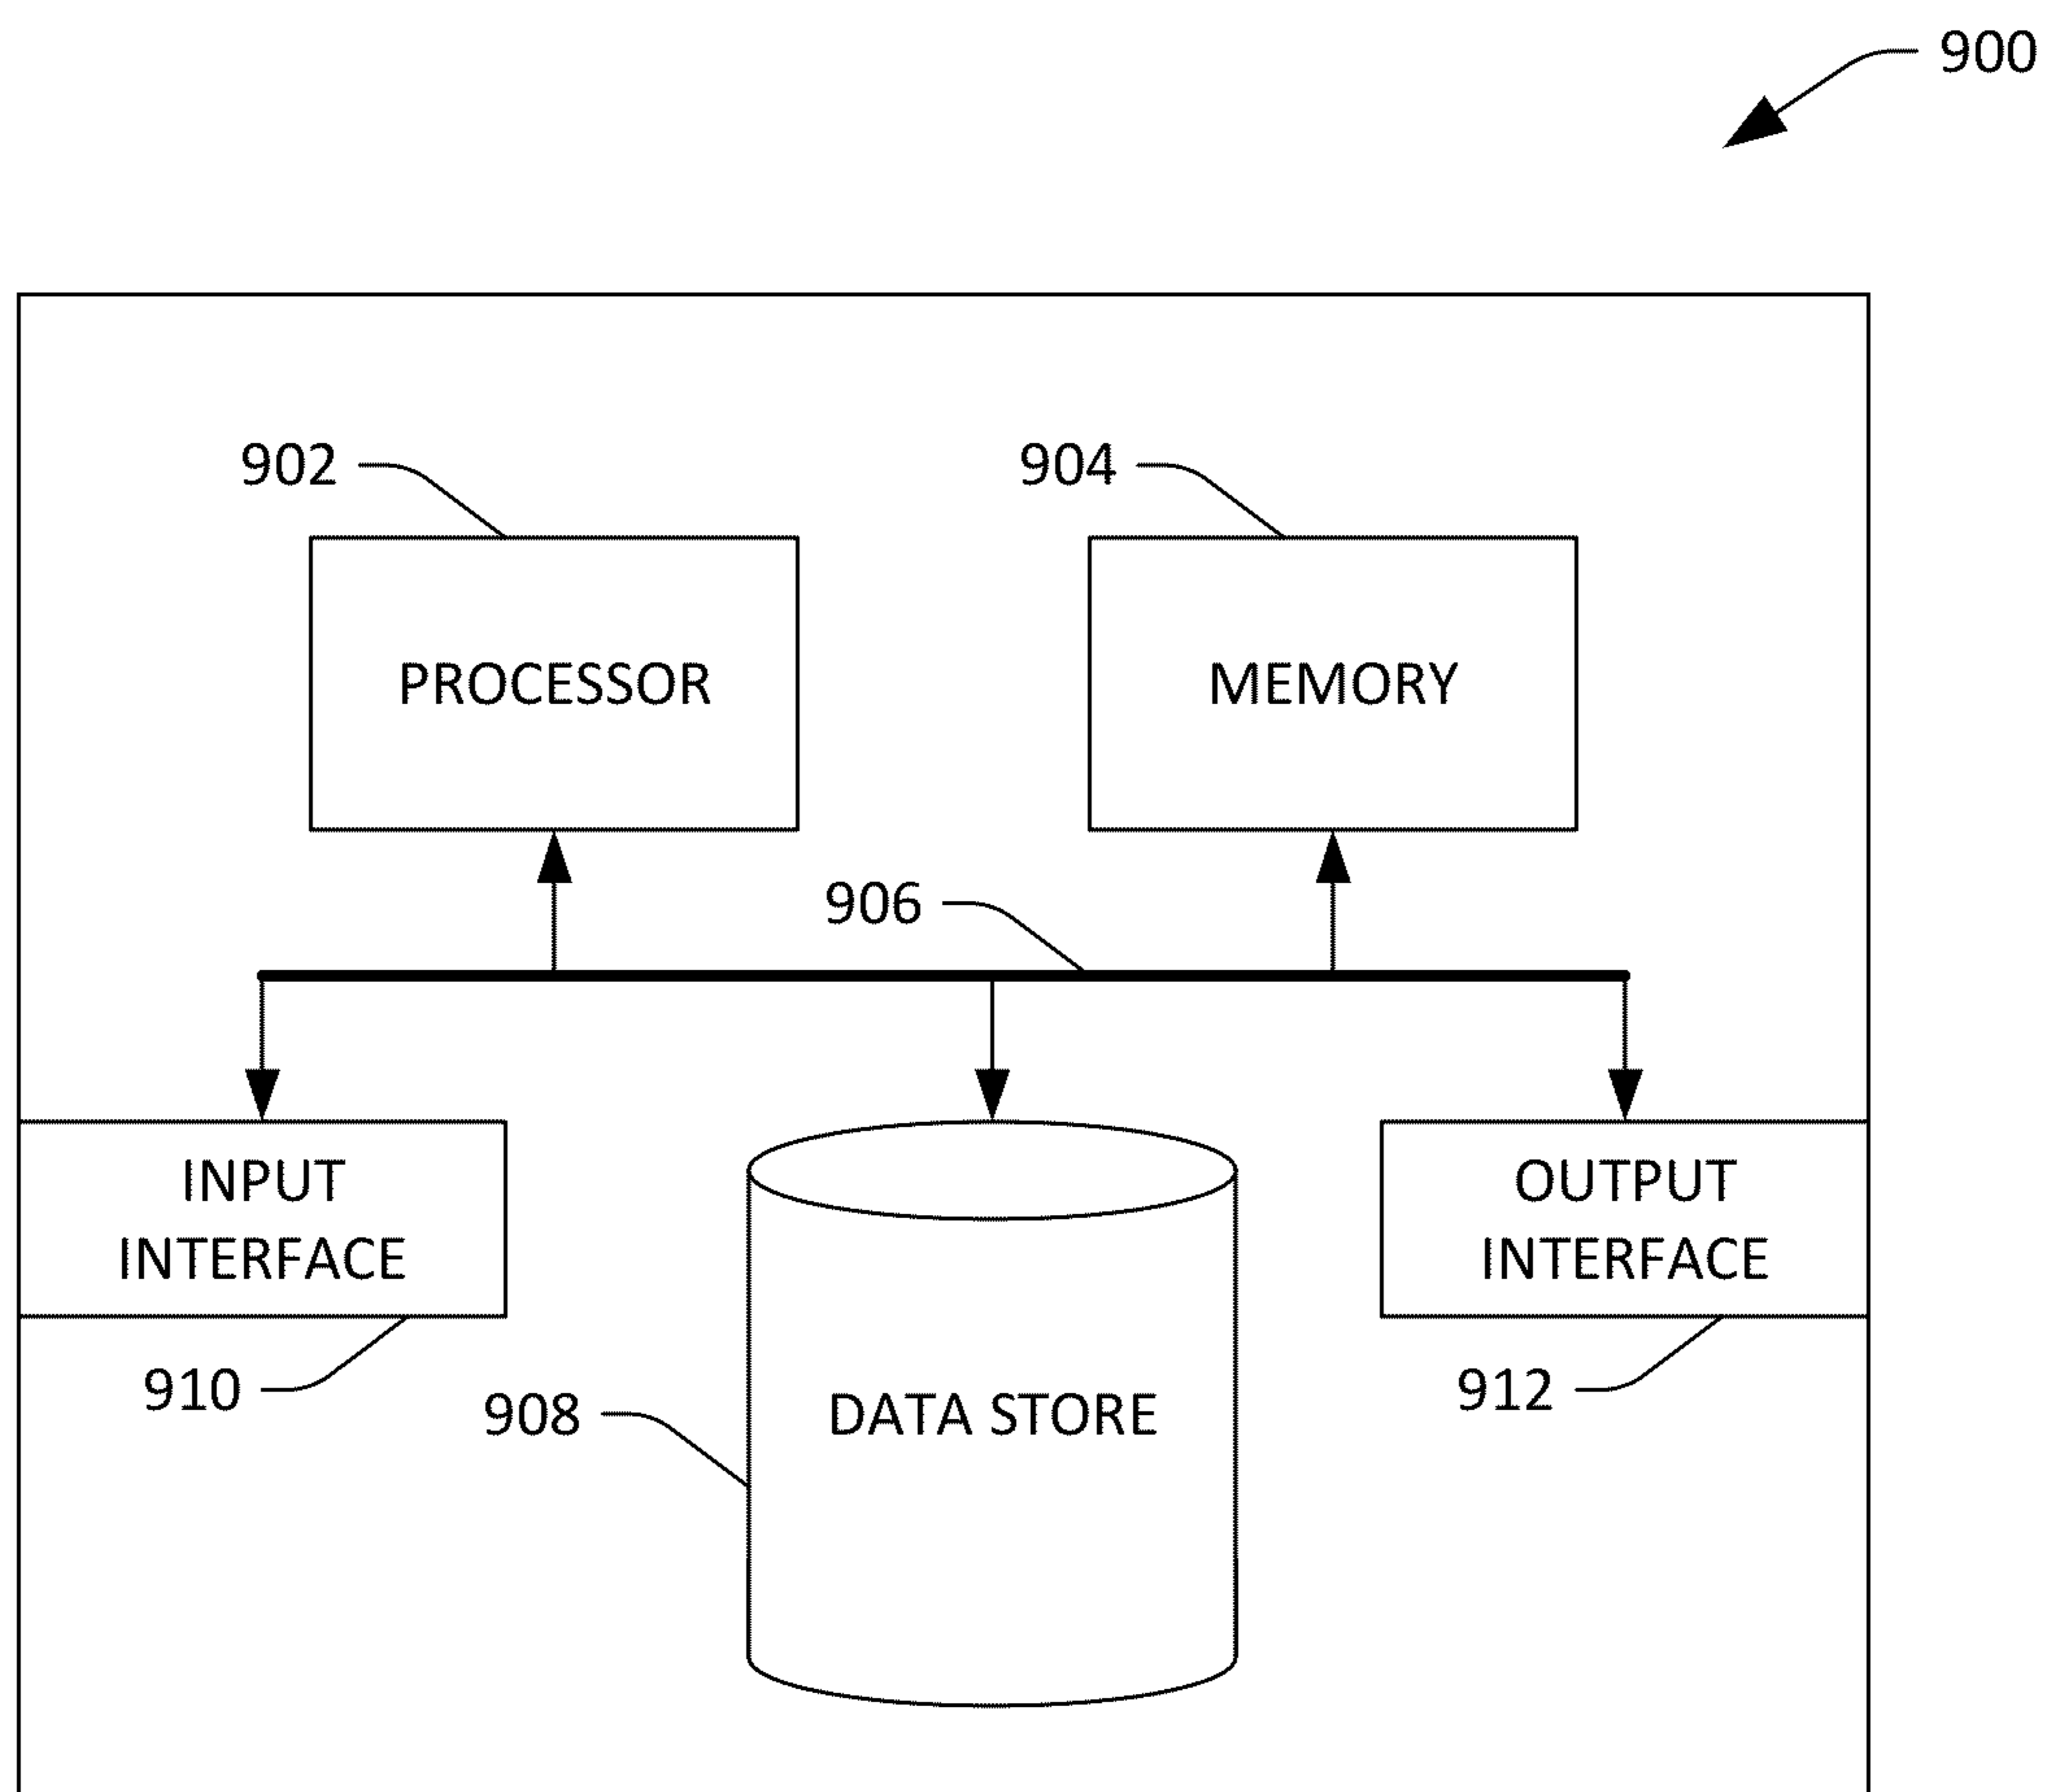 900
902
904
PROCESSOR
MEMORY
906
INPUT
INTERFACE
OUTPUT
INTERFACE
910
908
DATA STORE
912